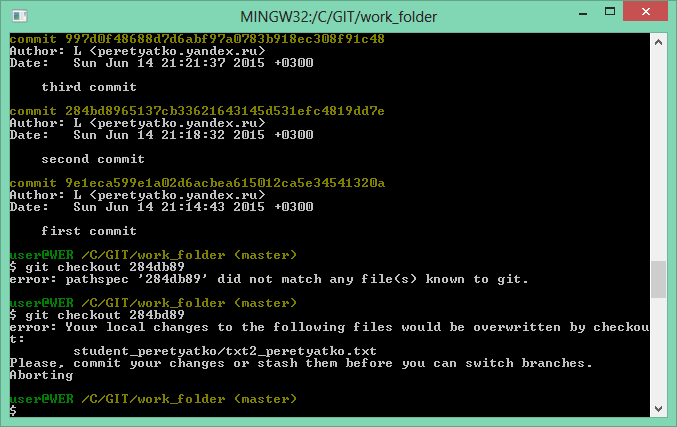 MINGW32:/C/GIT/work_folder
commit 997d0f48688d7d6abf97a0783b918ec308f91c48
Author: L <peretyatko.yandex.ru>
Date:   Sun Jun 14 21:21:37 2015 +0300
third commit
commit 284bd8965137cb33621643145d531efc4819dd7e
Author: L <peretyatko.yandex.ru>
Date:   Sun Jun 14 21:18:32 2015 +0300
second commit
commit 9e1eca599e1a02d6acbea615012ca5e34541320a
Author: L <peretyatko.yandex.ru>
Date:   Sun Jun 14 21:14:43 2015 +0300
first commit
user@WER /C/GIT/work_folder (master)
$ git checkout 284db89
error: pathspec '284db89' did not match any file(s) known to git.
user@WER /C/GIT/work_folder (master)
$ git checkout 284bd89
error: Your local changes to the following files would be overwritten by checkou
t:
student_peretyatko/txt2_peretyatko.txt
Please, commit your changes or stash them before you can switch branches.
Aborting
user@WER /C/GIT/work_folder (master)
$